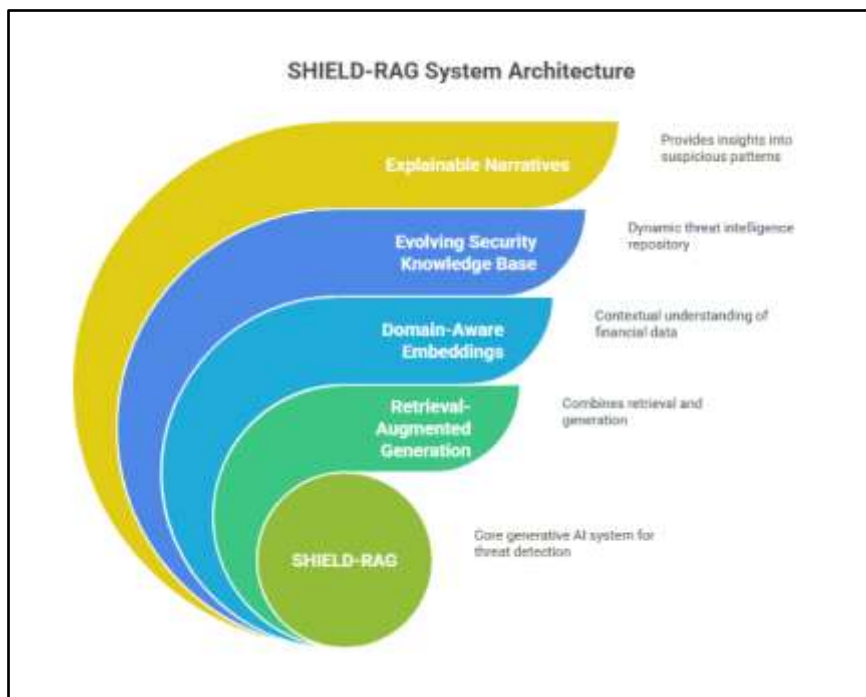 SHIELD-RAG System Architecture
Explainable Narratives
Provides insights into
suspicious patterns
Evolving Security
Knowledge Base
Dynamic threat intelligence
repository
Domain-Aware
Embeddings
Contextual understanding of
financial data
Retrieval-
Augmented
Generation
Combines retrieval and
generation
SHIELD-RAG
Core generative AI system for
threat detection